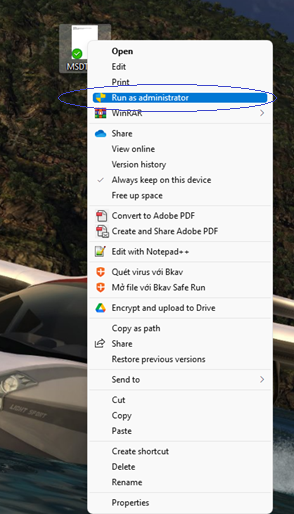 MSDT
Open
Edit
Print
Run as administrator
WinRAR
Share
View online
Version history
Always keep on this device
Free up space
Convert to Adobe PDF
Create and Share Adobe PDF
Edit with Notepad++
Quét virus với Bkav
Mở file với Bkav Safe Run
Encrypt and upload to Drive
Copy as path
Share
Restore previous versions
Send to
Cut
Copy
Paste
Create shortcut
Delete
Rename
Properties
LIGHT SPORT